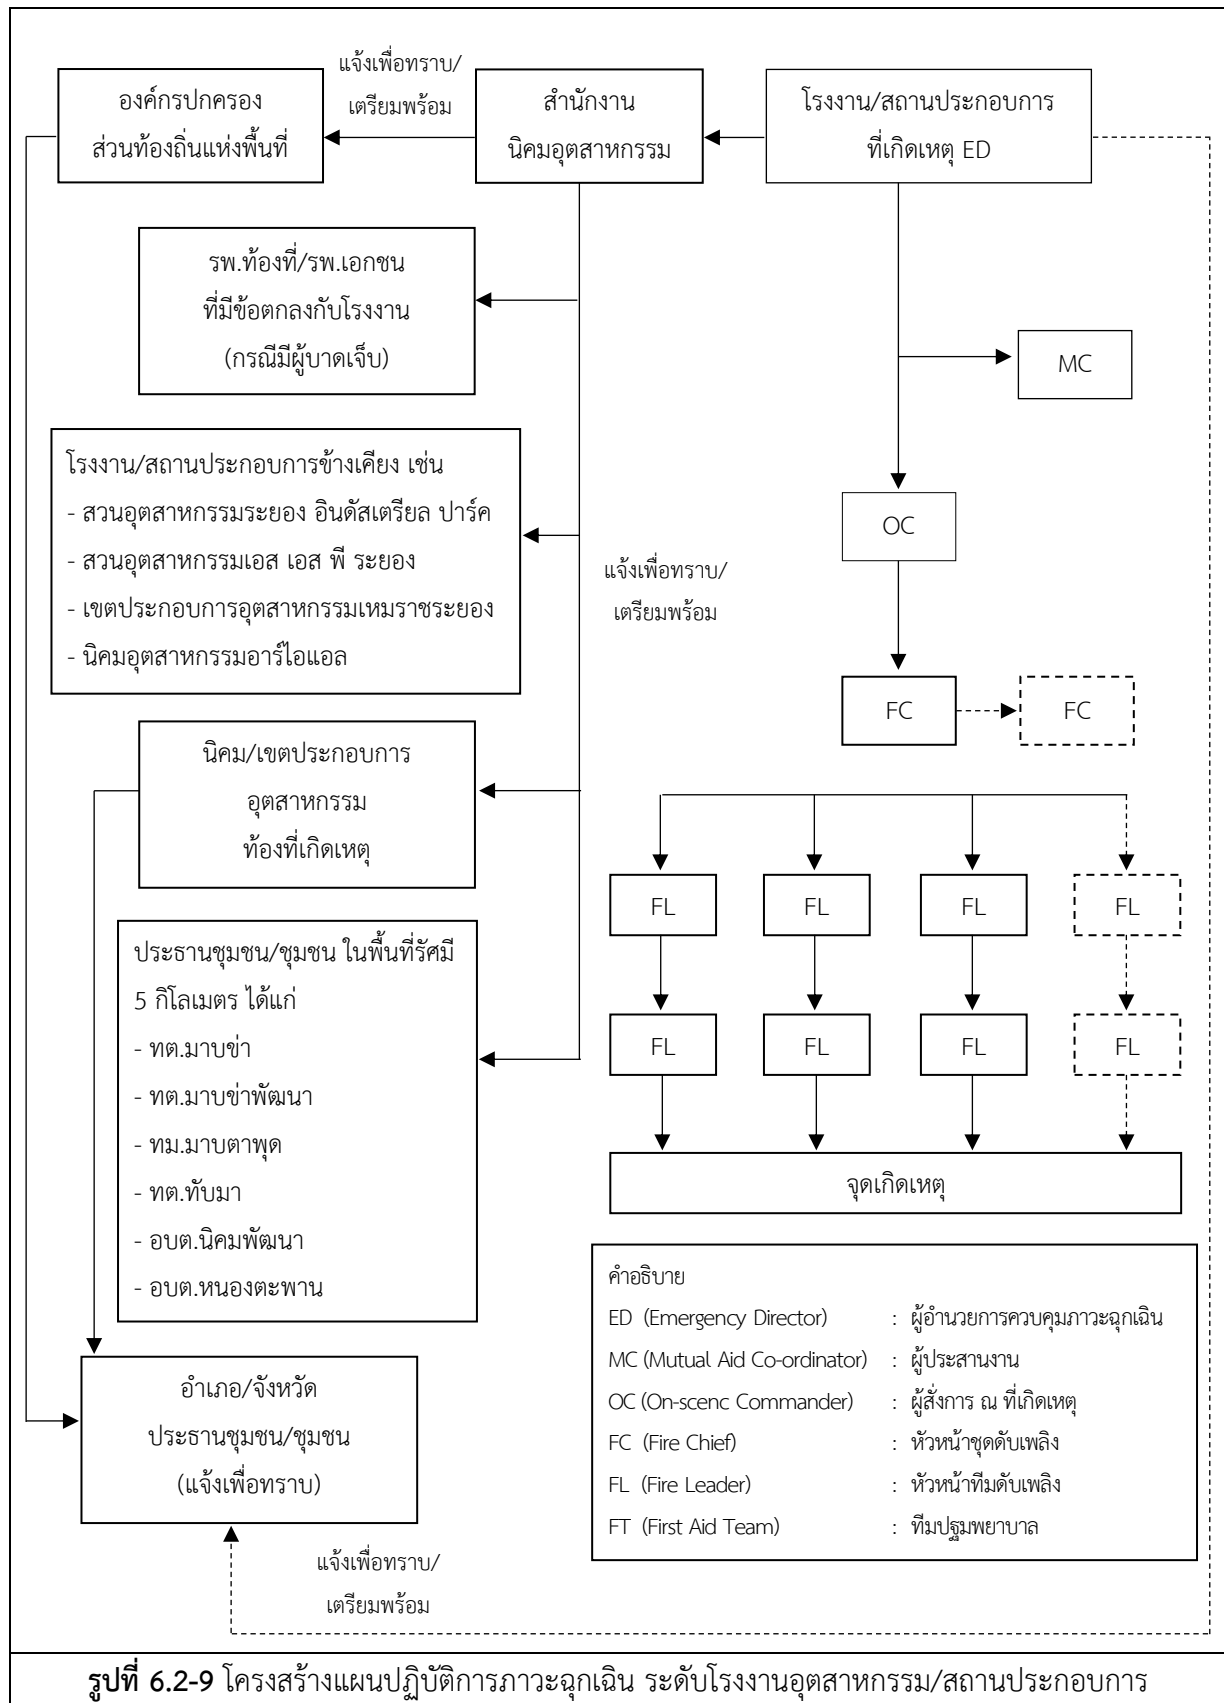 แจ้งเพื่อทราบ/
เตรียมพร้อม
องค์กรปกครอง
ส่วนท้องถิ่นแห่งพื้นที่
สำนักงาน
นิคมอุตสาหกรรม
โรงงาน/สถานประกอบการ
ที่เกิดเหตุ ED
รพ.ท้องที่/รพ.เอกชน
ที่มีข้อตกลงกับโรงงาน
(กรณีมีผู้บาดเจ็บ)
MC
โรงงาน/สถานประกอบการข้างเคียง เช่น
- สวนอุตสาหกรรมระยอง อินดัสเตรียล ปาร์ค
- สวนอุตสาหกรรมเอส เอส พี ระยอง
- เขตประกอบการอุตสาหกรรมเหมราชระยอง
- นิคมอุตสาหกรรมอาร์ไอแอล
แจ้งเพื่อทราบ/
เตรียมพร้อม
OC
FC
FC
นิคม/เขตประกอบการ
อุตสาหกรรม
ท้องที่เกิดเหตุ
FL
FL
FL
FL
FL
FL
FL
FL
จุดเกิดเหตุ
ประธานชุมชน/ชุมชน ในพื้นที่รัศมี
5 กิโลเมตร ได้แก่
- ทต.มาบข่า
- ทต.มาบข่าพัฒนา
- ทม.มาบตาพุด
- ทต.ทับมา
- อบต.นิคมพัฒนา
- อบต.หนองตะพาน
คำอธิบาย
ED (Emergency Director) : ผู้อำนวยการควบคุมภาวะฉุกเฉิน
MC (Mutual Aid Co-ordinator) : ผู้ประสานงาน
OC (On-scenc Commander) : ผู้สั่งการ ณ ที่เกิดเหตุ
FC (Fire Chief) : หัวหน้าชุดดับเพลิง
FL (Fire Leader) : หัวหน้าทีมดับเพลิง
FT (First Aid Team) : ทีมปฐมพยาบาล
อำเภอ/จังหวัด
ประธานชุมชน/ชุมชน
(แจ้งเพื่อทราบ)
แจ้งเพื่อทราบ/
เตรียมพร้อม
รูปที่ 6.2-9 โครงสร้างแผนปฏิบัติการภาวะฉุกเฉิน ระดับโรงงานอุตสาหกรรม/สถานประกอบการ